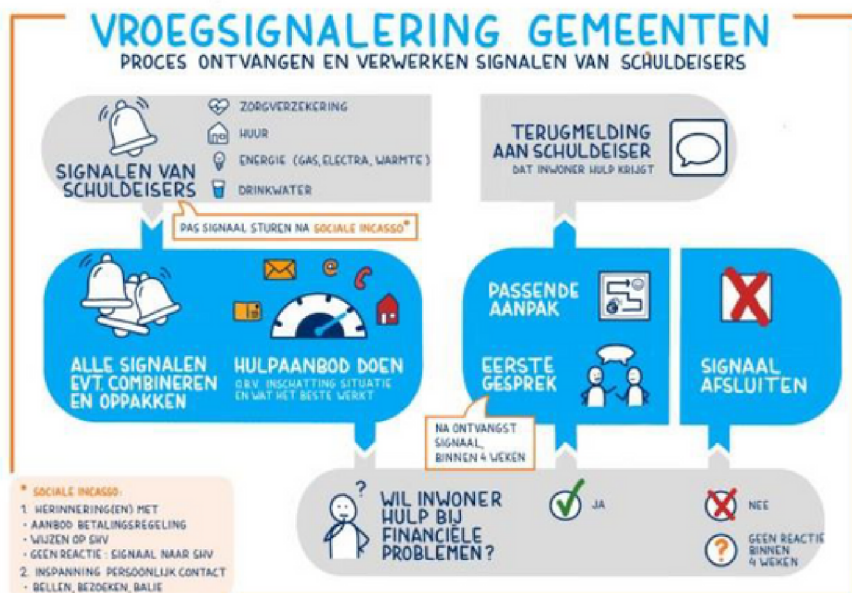 VROEGSIGNALERING GEMEENTEN
PROCES ONTVANGEN EN VERWERKEN SIGNALEN VAN SCHULDEISERS
SIGNALEN VAN
SCHULDEISERS
ZORGVERZEKERING
HUUR
ENERGIE (GAS, ELECTRA, WARMTE)
DRINKWATER
PAS SIGNAAL STUREN NA SOCIALE INCASSO*
TERUGMELDING
AAN SCHULDEISER
DAT INWONER HULP KRIJGT
ALLE SIGNALEN
EVT. COMBINEREN
EN OPPAKKEN
HULPAANBOD DOEN
O.B.V. INSCHATTING SITUATIE
EN WAT HET BESTE WERKT
PASSENDE
AANPAK
EERSTE
GESPREK
SIGNAAL
AFSLUITEN
NA ONTVANGST
SIGNAAL,
BINNEN 4 WEKEN
WIL INWONER
HULP BIJ
FINANCIËLE
PROBLEMEN?
JA
NEE
GEEN REACTIE
BINNEN
4 WEKEN
* SOCIALE INCASSO:
1. HERINNERING(EN) MET
- AANBOD BETALINGSREGELING
- WIJZEN OP SHV
- GEEN REACTIE: SIGNAAL NAAR SHV
2. INSPANNING PERSOONLIJK CONTACT
- BELLEN, BEZOEKEN, BALIE